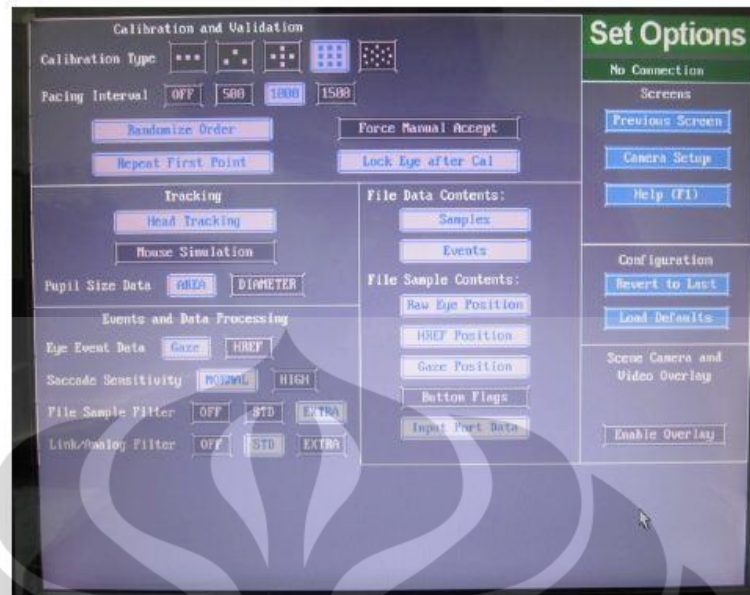 Calibration and Validation
Calibration Type
Pacing Interval OFF 500 1000 1500
Randomize Order Force Manual Accept
Repeat First Point Lock Eye after Cal
Tracking
Head Tracking
Mouse Simulation
Pupil Size Data AREA DIAMETER
Events and Data Processing
Eye Event Data Gaze HREF
Saccade Sensitivity NORMAL HIGH
File Sample Filter OFF STD EXTRA
Link/Analog Filter OFF STD EXTRA
File Data Contents:
Samples
Events
File Sample Contents:
Raw Eye Position
HREF Position
Gaze Position
Button Flags
Input Port Data
Set Options
No Connection
Screens
Previous Screen
Camera Setup
Help (F1)
Configuration
Revert to Last
Load Defaults
Scene Camera and
Video Overlay
Enable Overlay